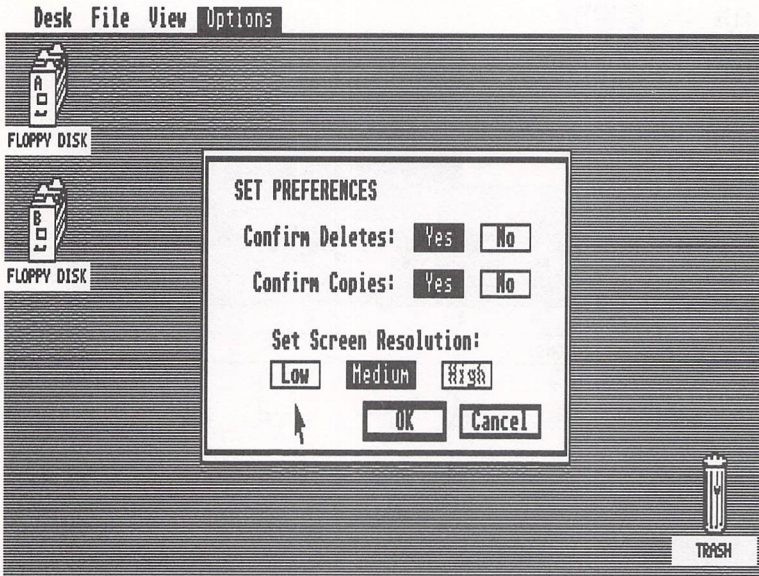 Desk File View Options
A
FLOPPY DISK
B
FLOPPY DISK
SET PREFERENCES
Confirm Deletes: Yes No
Confirm Copies: Yes No
Set Screen Resolution:
Low Medium High
OK Cancel
TRASH